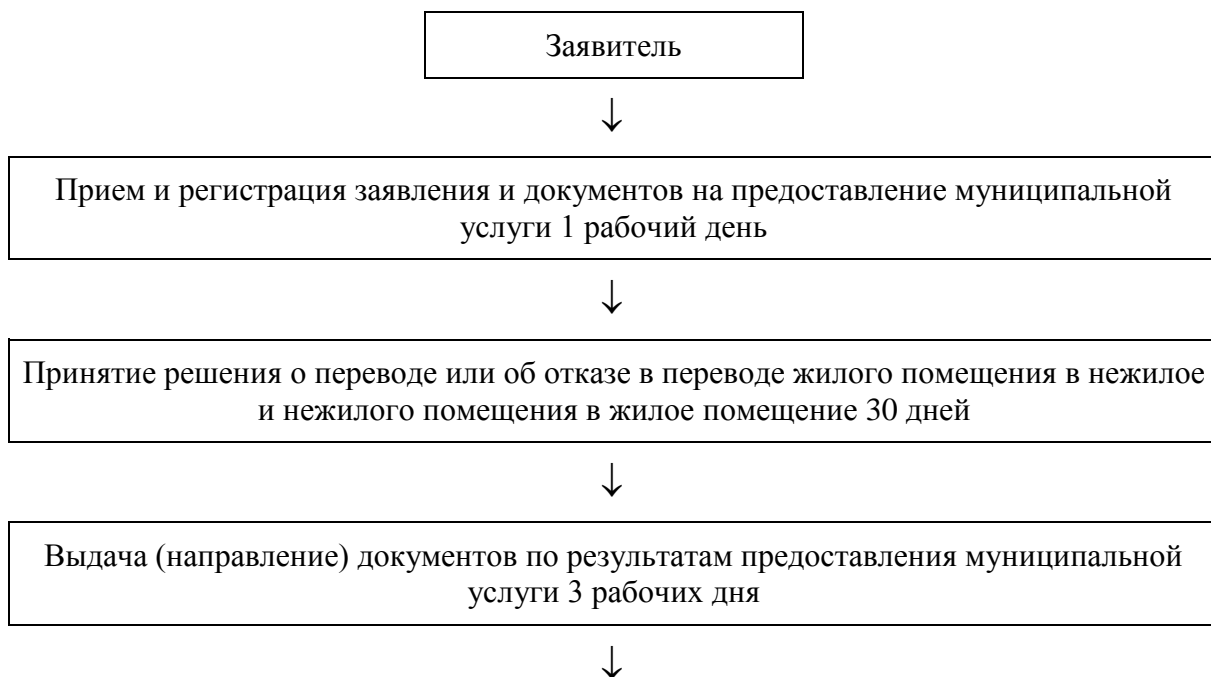 Заявитель
Прием и регистрация заявления и документов на предоставление муниципальной
услуги 1 рабочий день
Принятие решения о переводе или об отказе в переводе жилого помещения в нежилое
и нежилого помещения в жилое помещение 30 дней
Выдача (направление) документов по результатам предоставления муниципальной
услуги 3 рабочих дня